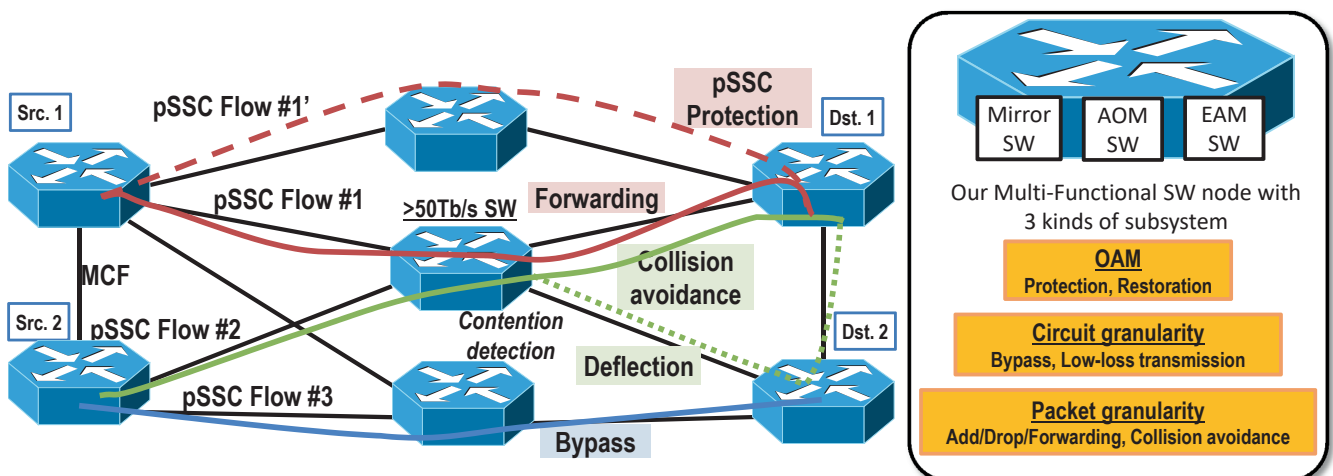 Src. 1
pSSC Flow #1’
pSSC
Protection
Dst. 1
pSSC Flow #1
>50Tb/s SW
Forwarding
MCF
Collision
avoidance
Src. 2
pSSC Flow #2
Contention
detection
Dst. 2
Deflection
pSSC Flow #3
Bypass
Mirror
SW
AOM
SW
EAM
SW
Our Multi-Functional SW node with
3 kinds of subsystem
OAM
Protection, Restoration
Circuit granularity
Bypass, Low-loss transmission
Packet granularity
Add/Drop/Forwarding, Collision avoidance